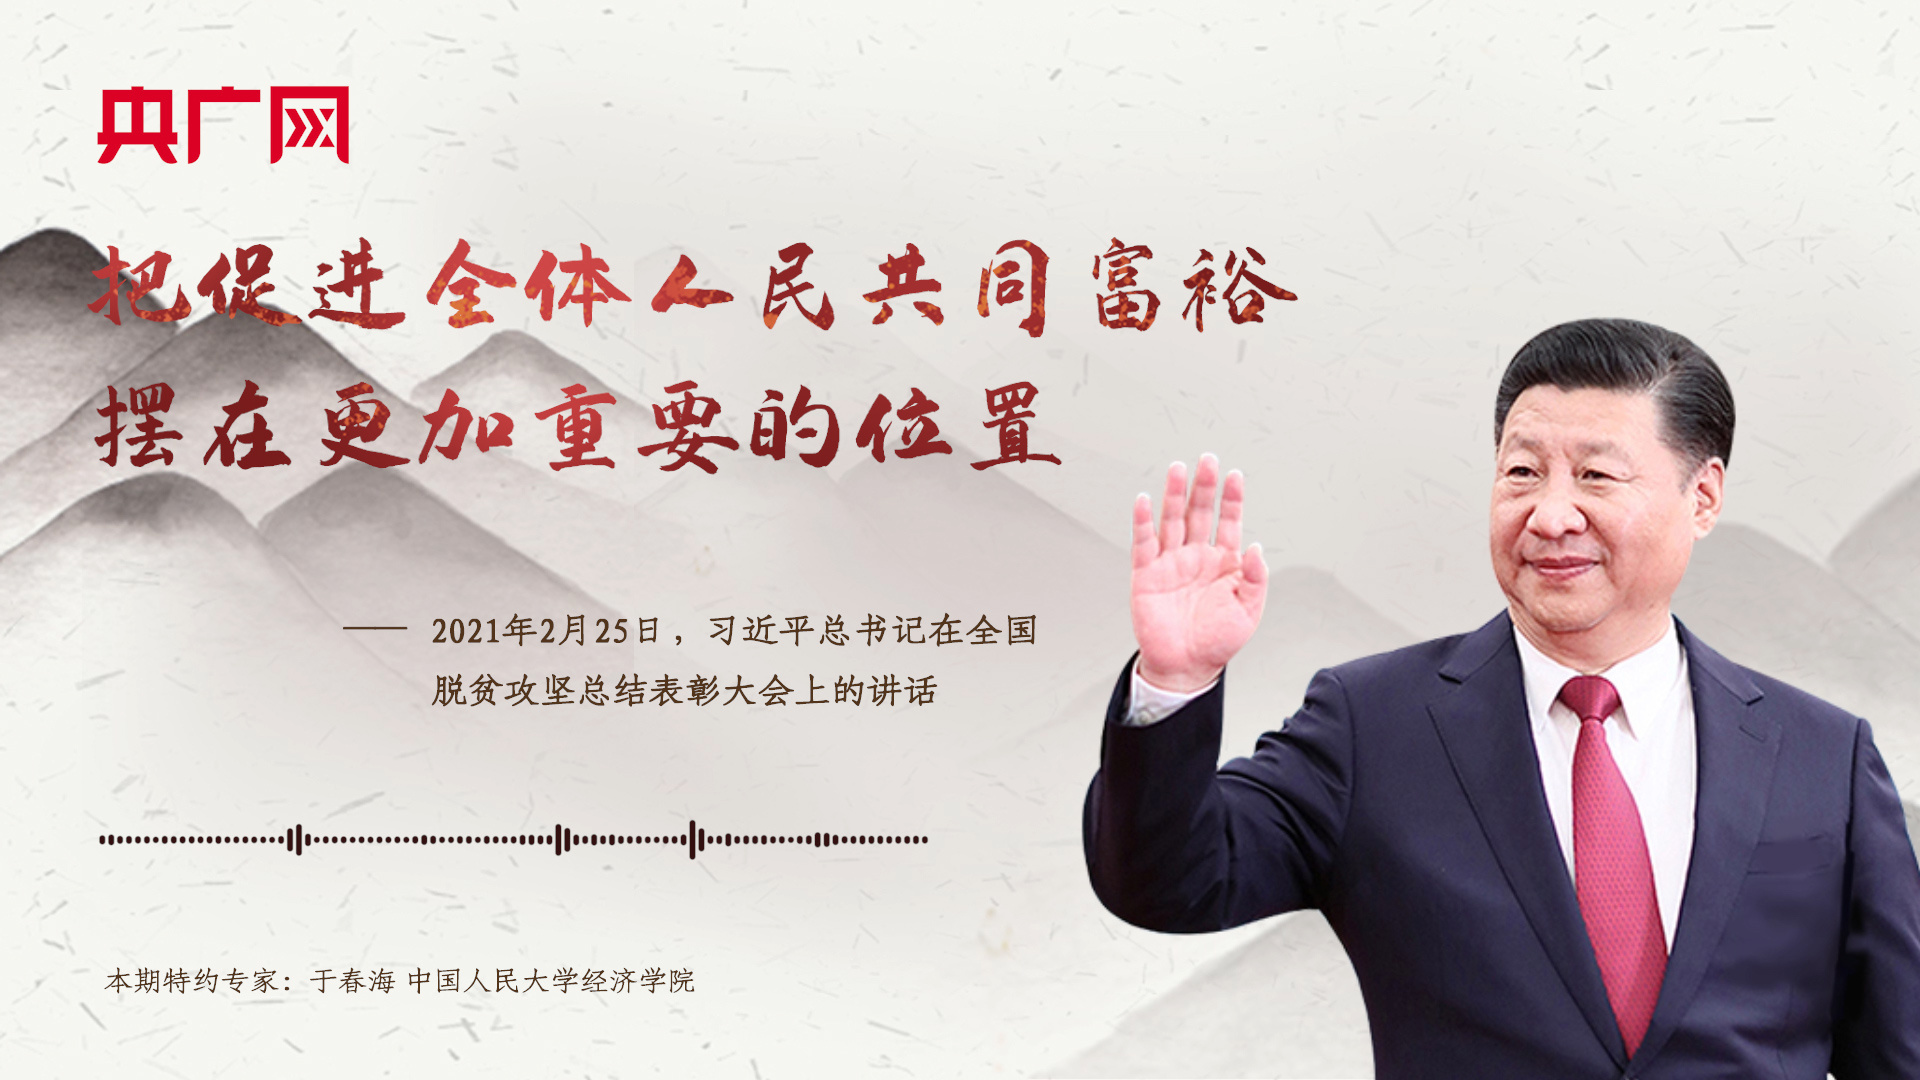 央广网
把促进全体人民共同富裕
摆在更加重要的位置
—— 2021年2月25日，习近平总书记在全国
脱贫攻坚总结表彰大会上的讲话
本期特约专家：于春海 中国人民大学经济学院